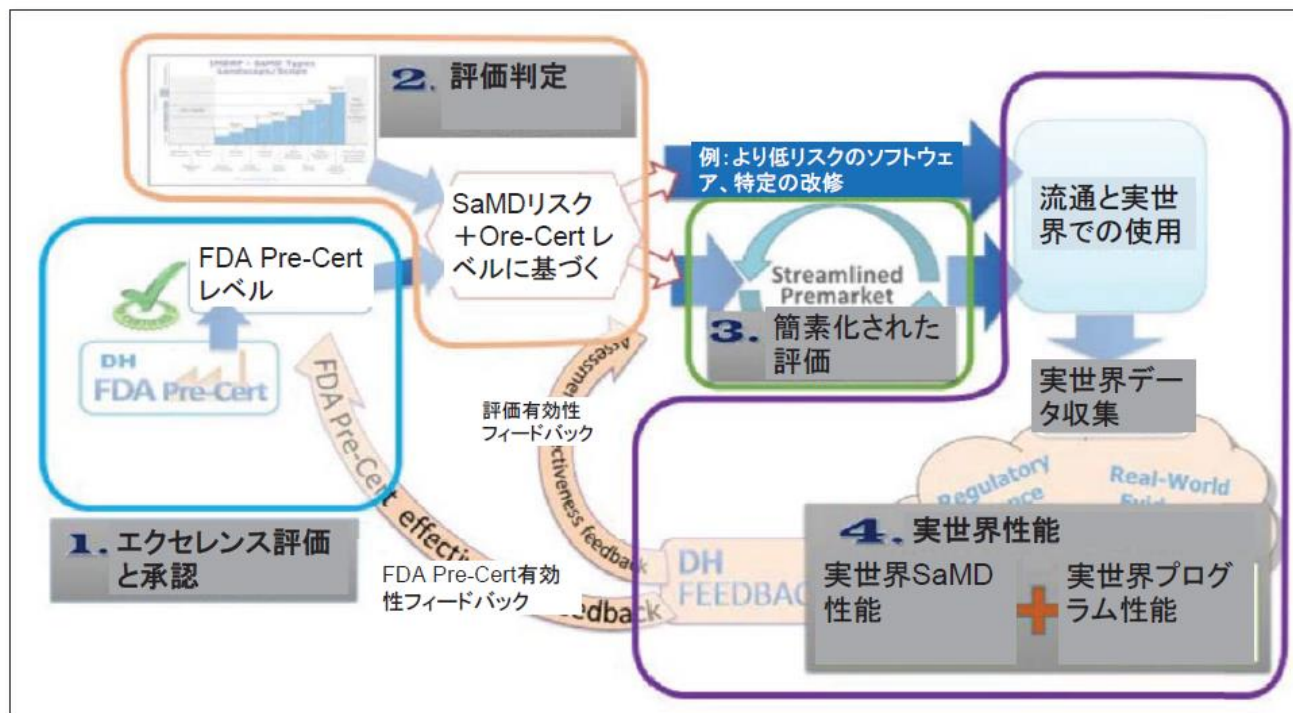 2. 評価判定
例：より低リスクのソフトウェ
ア、特定の改修
SaMDリスク
＋Ore-Cert レ
ベルに基づく
流通と実世
界での使用
FDA Pre-Cert
レベル
DH
FDA Pre-Cert
Streamlined
Premarket
3. 簡素化された
評価
実世界デー
タ収集
評価有効性
フィードバック
Regulatory
Real-World
1. エクセレンス評価
と承認
FDA Pre-Cert有効
性フィードバック
FDA Pre-Cert
feedback
DH
4. 実世界性能
実世界SaMD
性能
実世界プログ
ラム性能